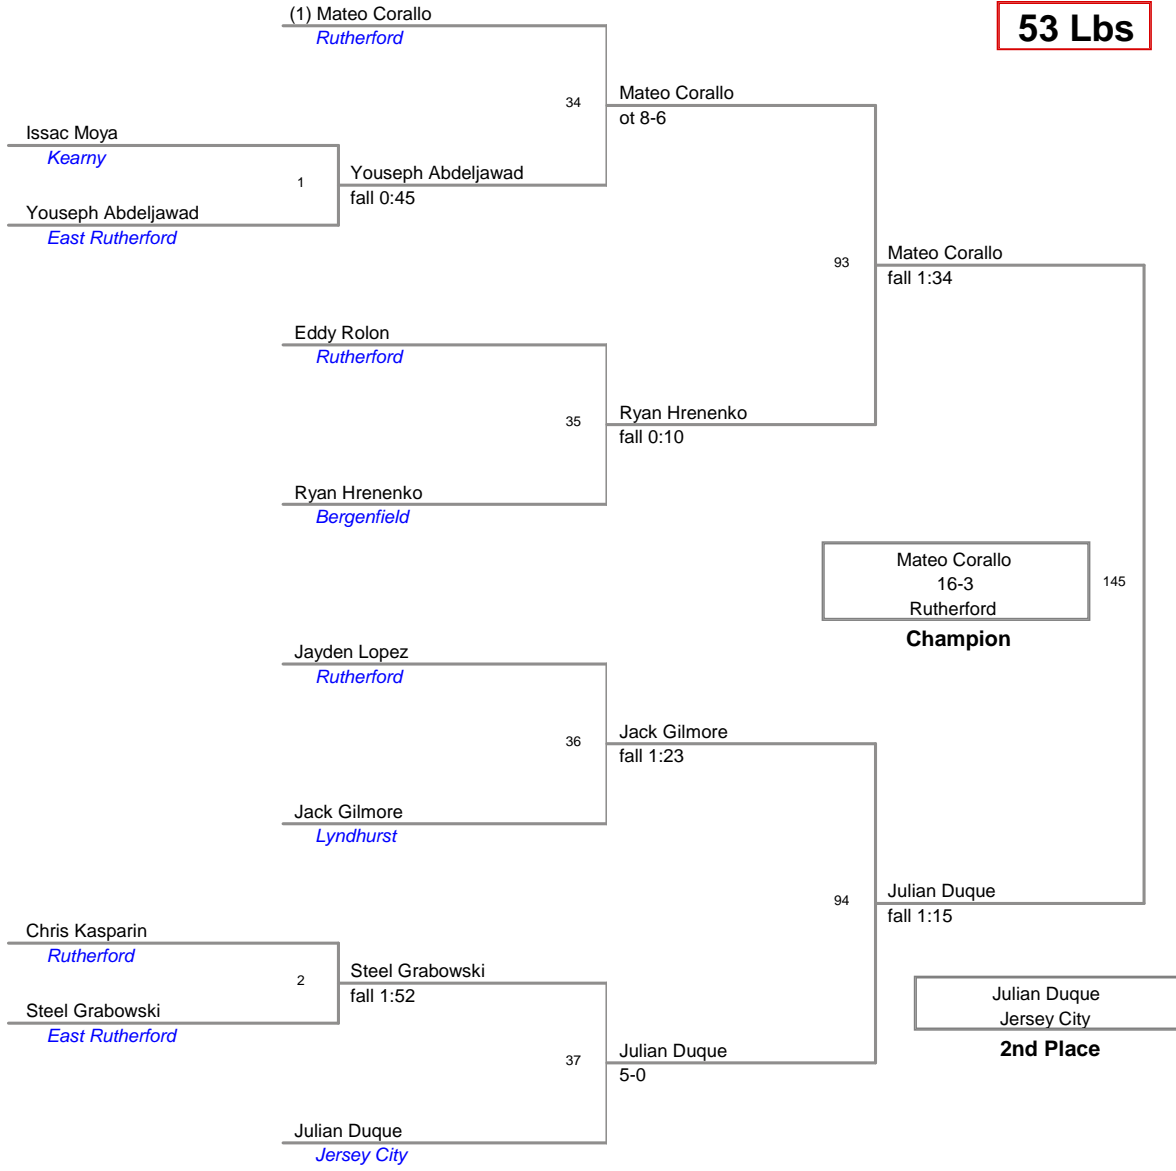 (1) Mateo Corallo
Rutherford
53 Lbs
34
Mateo Corallo
ot 8-6
Issac Moya
Kearny
1
Youseph Abdeljawad
fall 0:45
Youseph Abdeljawad
East Rutherford
93
Mateo Corallo
fall 1:34
Eddy Rolon
Rutherford
35
Ryan Hrenenko
fall 0:10
Ryan Hrenenko
Bergenfield
Mateo Corallo
16-3
Rutherford
Champion
145
Jayden Lopez
Rutherford
36
Jack Gilmore
fall 1:23
Jack Gilmore
Lyndhurst
94
Julian Duque
fall 1:15
Chris Kasparin
Rutherford
2
Steel Grabowski
fall 1:52
Steel Grabowski
East Rutherford
Julian Duque
Jersey City
2nd Place
37
Julian Duque
5-0
Julian Duque
Jersey City